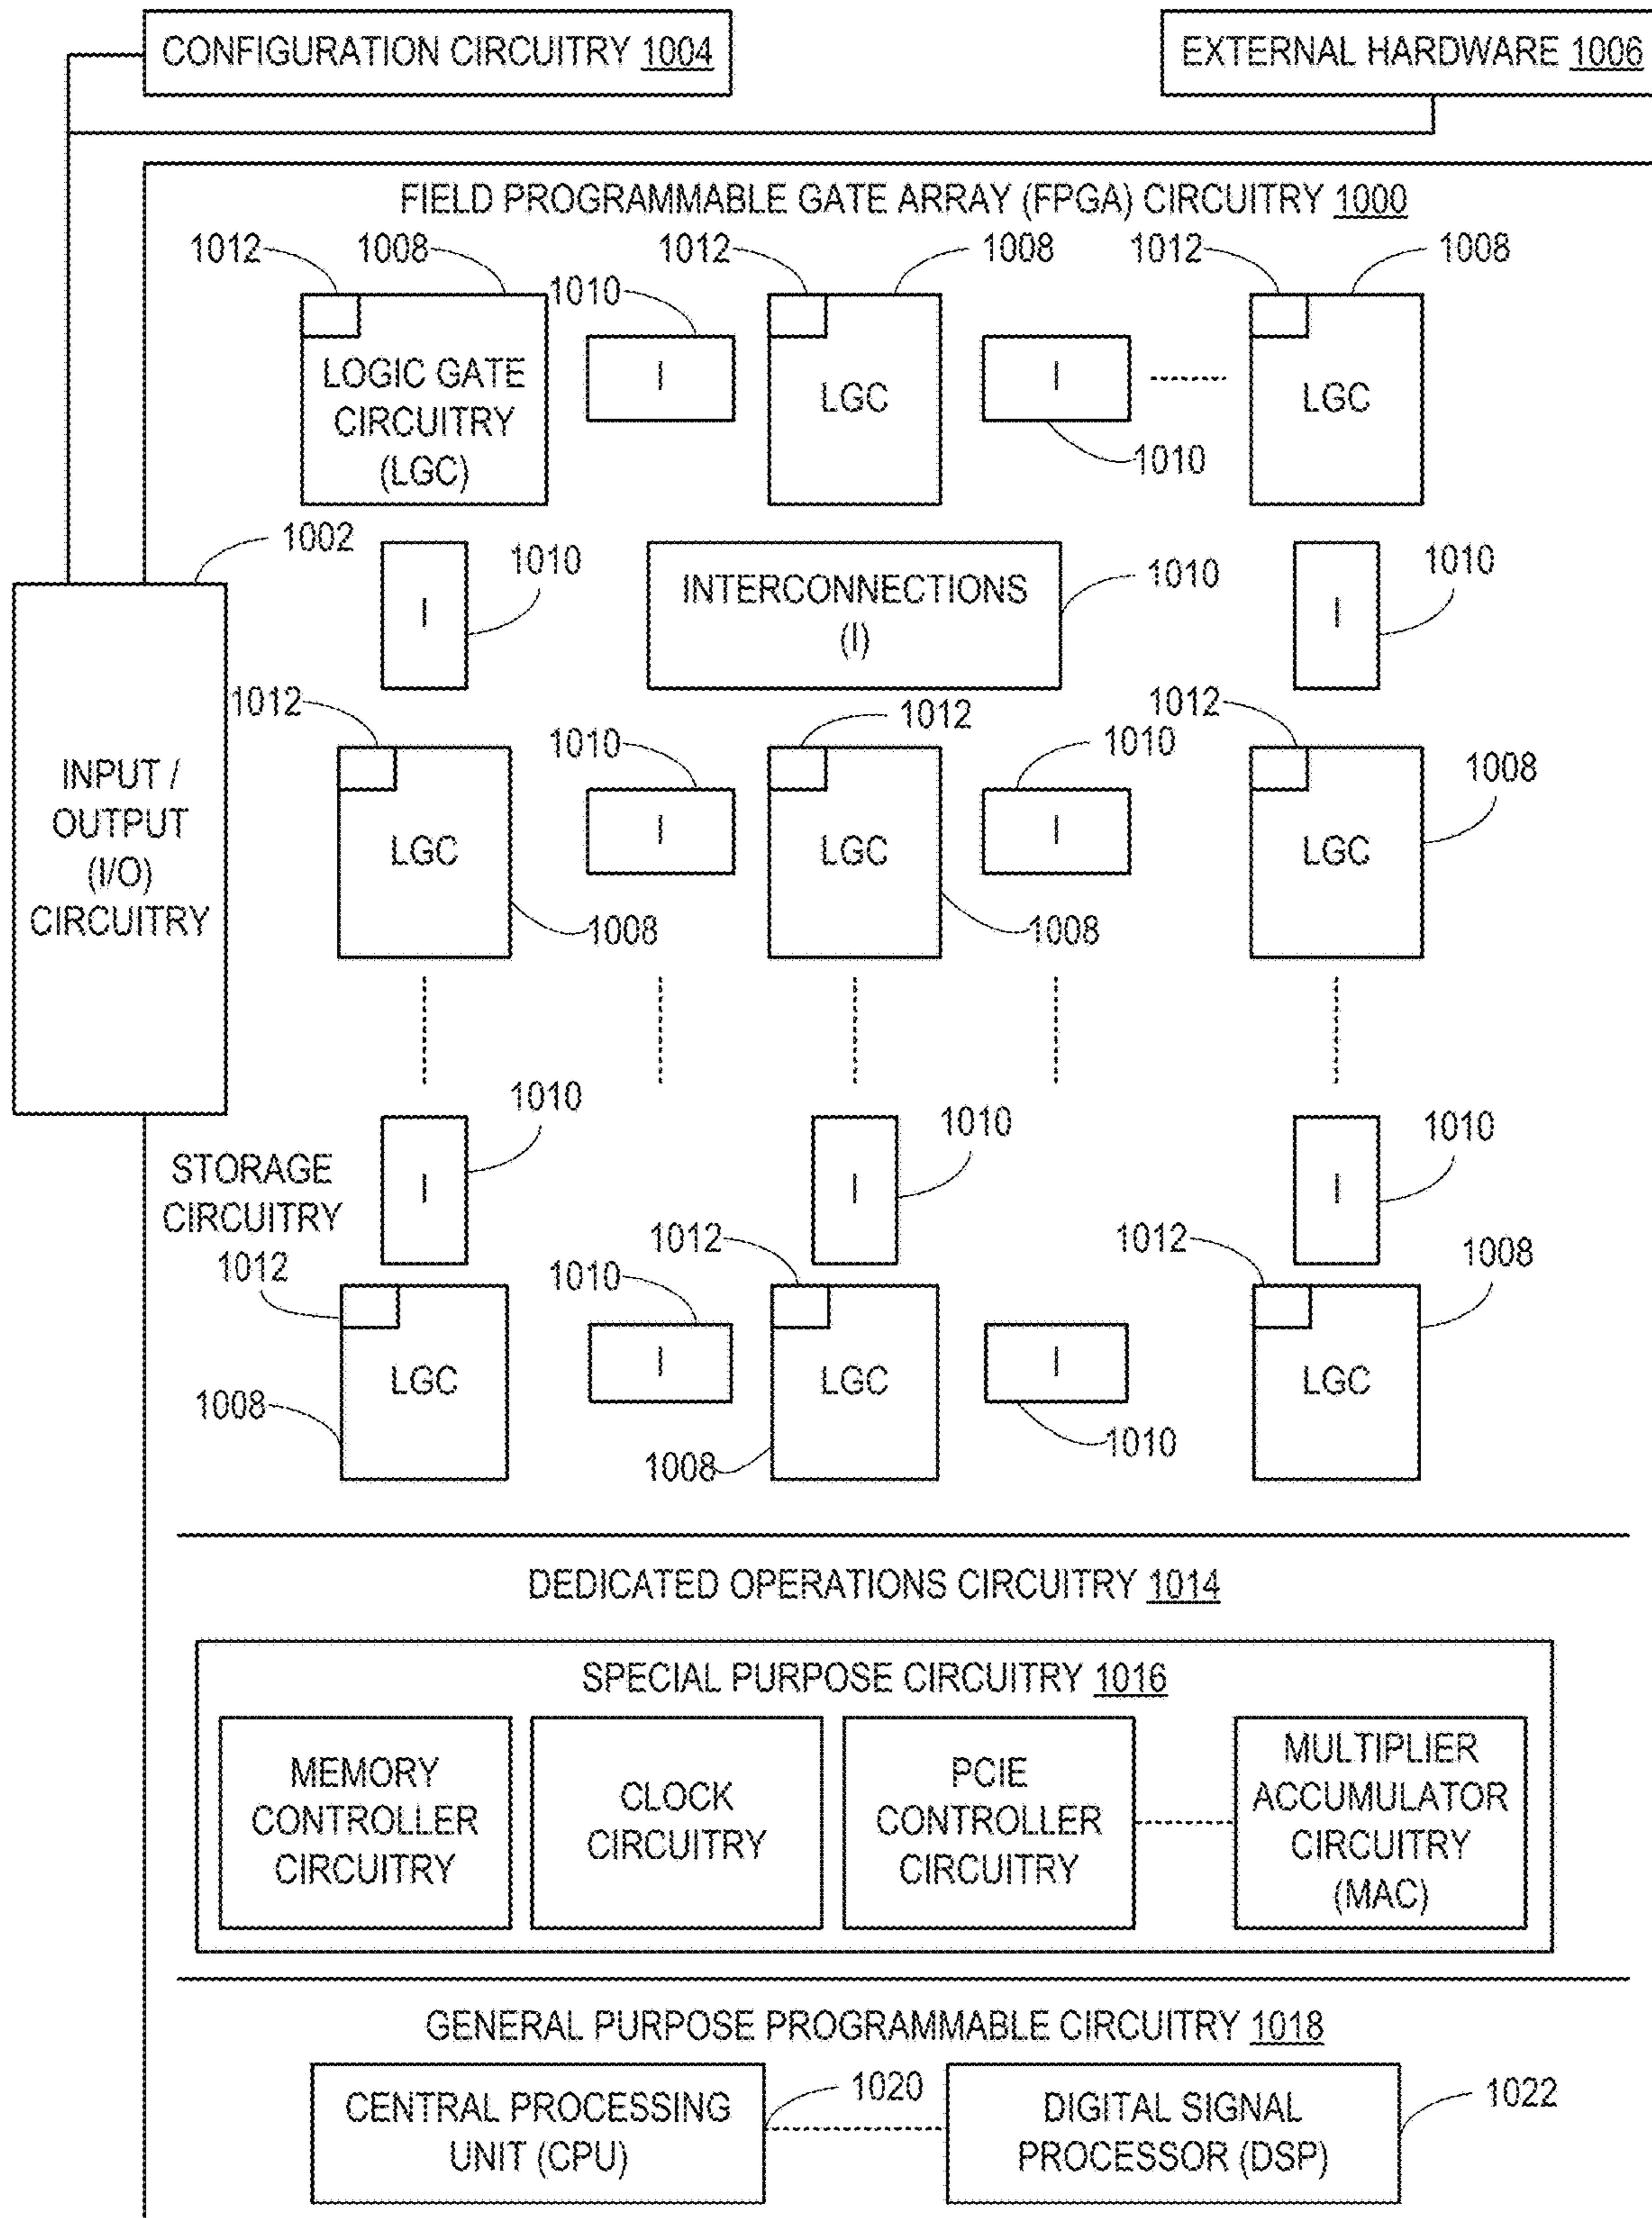 CONFIGURATION CIRCUITRY 1004
EXTERNAL HARDWARE 1006
FIELD PROGRAMMABLE GATE ARRAY (FPGA) CIRCUITRY 1000
1012
1008
1012
1008
1012
1008
1010
LOGIC GATE
CIRCUITRY
(LGC)
I
LGC
I
LGC
1010
1002
1010
1010
1010
I
INTERCONNECTIONS
(I)
I
1012
1012
1012
1010
1010
1008
INPUT /
OUTPUT
(I/O)
CIRCUITRY
LGC
I
LGC
I
LGC
1008
1008
1010
1010
1010
STORAGE
CIRCUITRY
1012
I
I
I
1012
1012
1008
1010
LGC
I
LGC
I
LGC
1008
1008
1010
DEDICATED OPERATIONS CIRCUITRY 1014
SPECIAL PURPOSE CIRCUITRY 1016
MEMORY
CONTROLLER
CIRCUITRY
CLOCK
CIRCUITRY
PCIE
CONTROLLER
CIRCUITRY
MULTIPLIER
ACCUMULATOR
CIRCUITRY
(MAC)
GENERAL PURPOSE PROGRAMMABLE CIRCUITRY 1018
CENTRAL PROCESSING
UNIT (CPU)
1020
DIGITAL SIGNAL
PROCESSOR (DSP)
1022